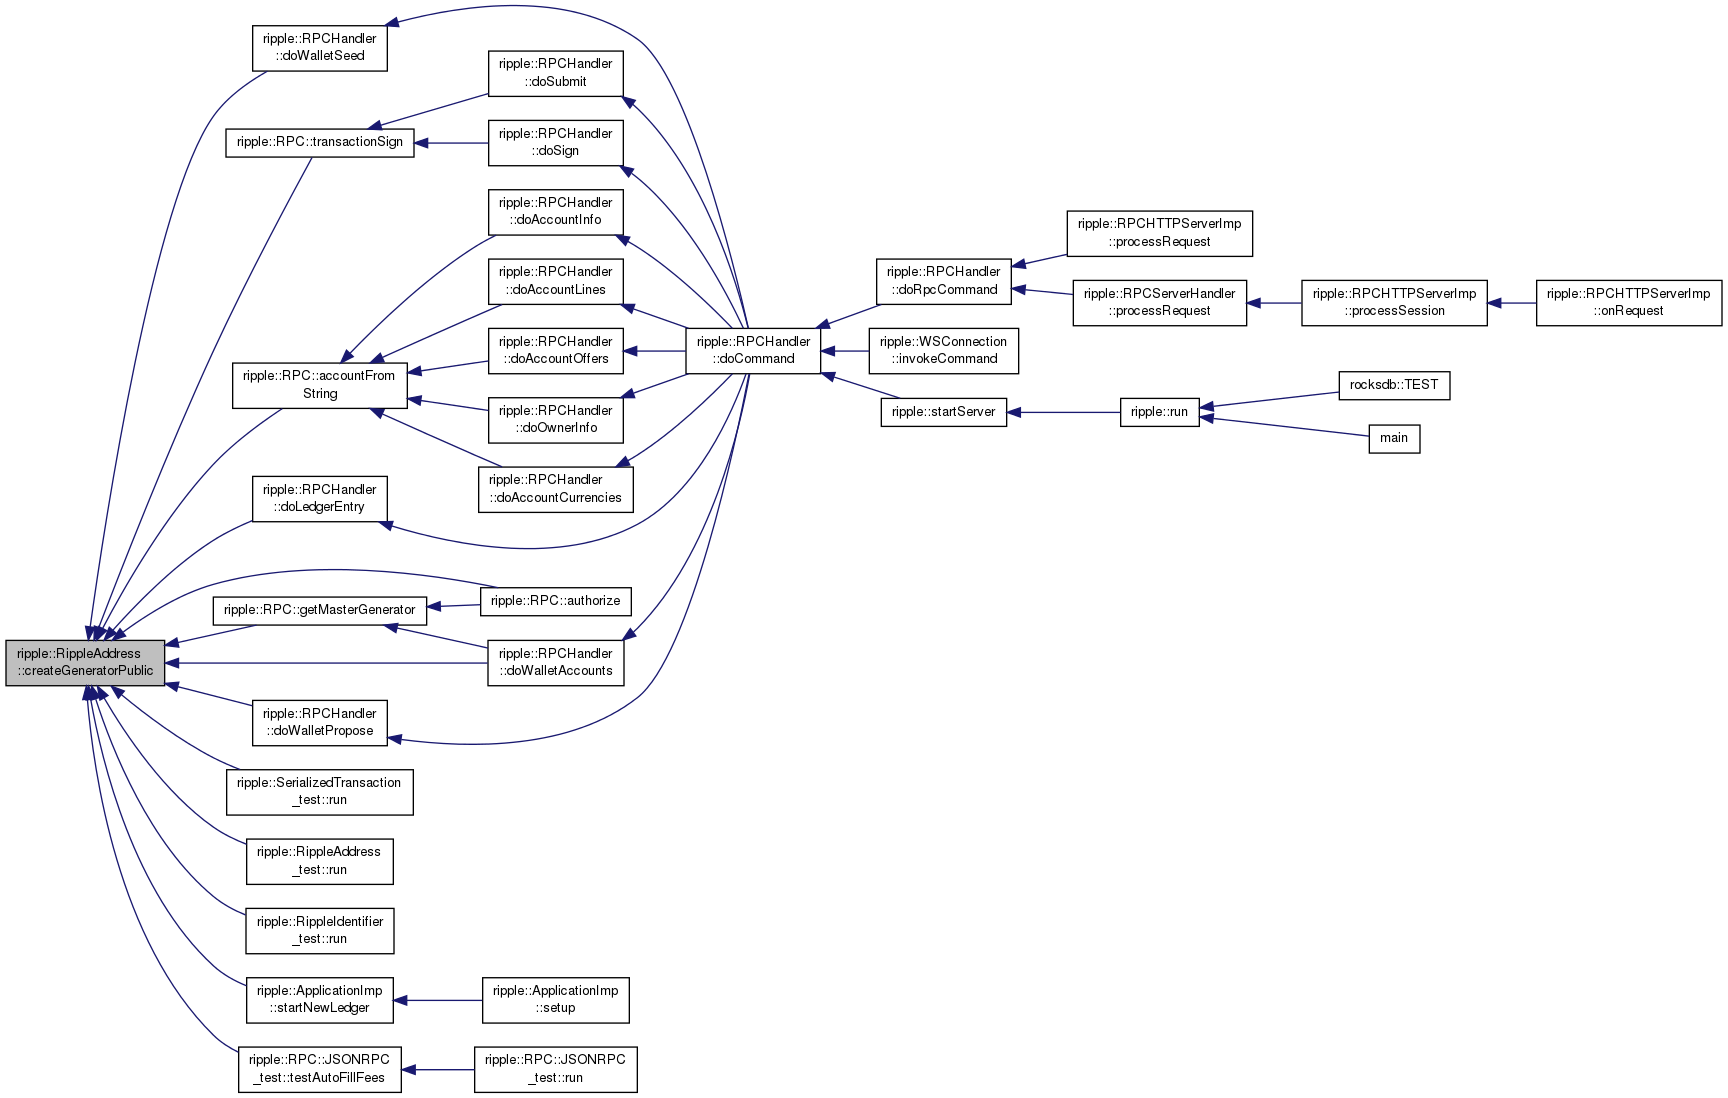 ripple::RPCHandler
::doWalletSeed
ripple::RPCHandler
::doSubmit
ripple::RPC::transactionSign
ripple::RPCHandler
::doSign
ripple::RPCHandler
::doAccountInfo
ripple::RPCHandler
::doAccountLines
ripple::RPCHandler
::doAccountOffers
ripple::RPC::accountFrom
String
ripple::RPCHandler
::doOwnerInfo
ripple::RPCHandler
::doAccountCurrencies
ripple::RPCHandler
::doLedgerEntry
ripple::RPCHandler
::doCommand
ripple::RPCHandler
::doRpcCommand
ripple::RPCHTTPServerImp
::processRequest
ripple::RPCServerHandler
::processRequest
ripple::RPCHTTPServerImp
::processSession
ripple::RPCHTTPServerImp
::onRequest
ripple::WSConnection
::invokeCommand
ripple::startServer
ripple::run
rocksdb::TEST
main
ripple::RPC::authorize
ripple::RPC::getMasterGenerator
ripple::RippleAddress
::createGeneratorPublic
ripple::RPCHandler
::doWalletAccounts
ripple::RPCHandler
::doWalletPropose
ripple::SerializedTransaction
_test::run
ripple::RippleAddress
_test::run
ripple::RippleIdentifier
_test::run
ripple::ApplicationImp
::startNewLedger
ripple::ApplicationImp
::setup
ripple::RPC::JSONRPC
_test::testAutoFillFees
ripple::RPC::JSONRPC
_test::run